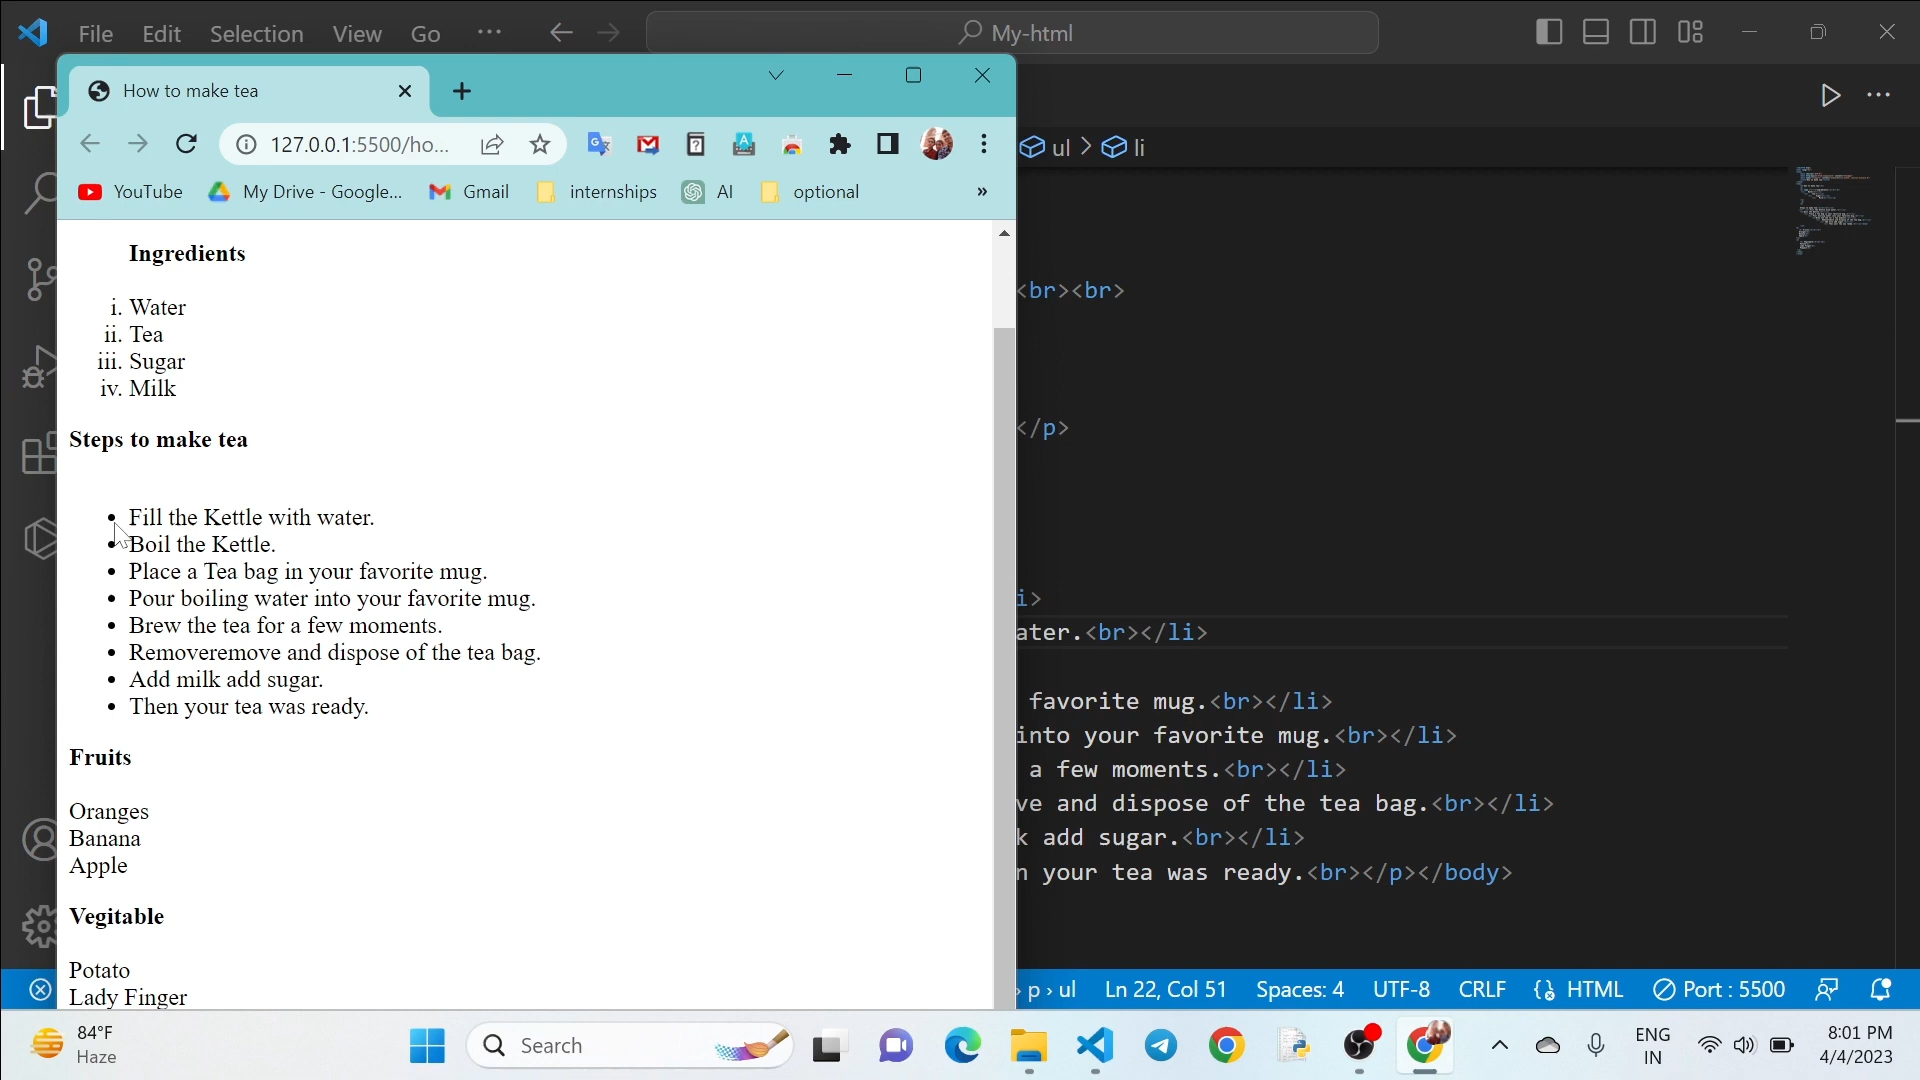 File Edit Selection View Go ... My-html
How to make tea
ul > li
127.0.0.1:5500/ho...
YouTube My Drive - Google... Gmail internships AI optional »
Ingredients
i. Water
<br><br>
ii. Tea
iii. Sugar
iv. Milk
</p>
Steps to make tea
• Fill the Kettle with water.
• Boil the Kettle.
• Place a Tea bag in your favorite mug.
• Pour boiling water into your favorite mug.
i>
• Brew the tea for a few moments.
ater.<br></li>
• Removeremove and dispose of the tea bag.
• Add milk add sugar.
• Then your tea was ready.
favorite mug.<br></li>
into your favorite mug.<br></li>
Fruits
a few moments.<br></li>
Oranges
ve and dispose of the tea bag.<br></li>
Banana
k add sugar.<br></li>
Apple
n your tea was ready.<br></p></body>
Vegitable
Potato
Lady Finger
› p › ul Ln 22, Col 51 Spaces: 4 UTF-8 CRLF {} HTML Port : 5500
84°F
Haze
Search
ENG
IN
8:01 PM
4/4/2023